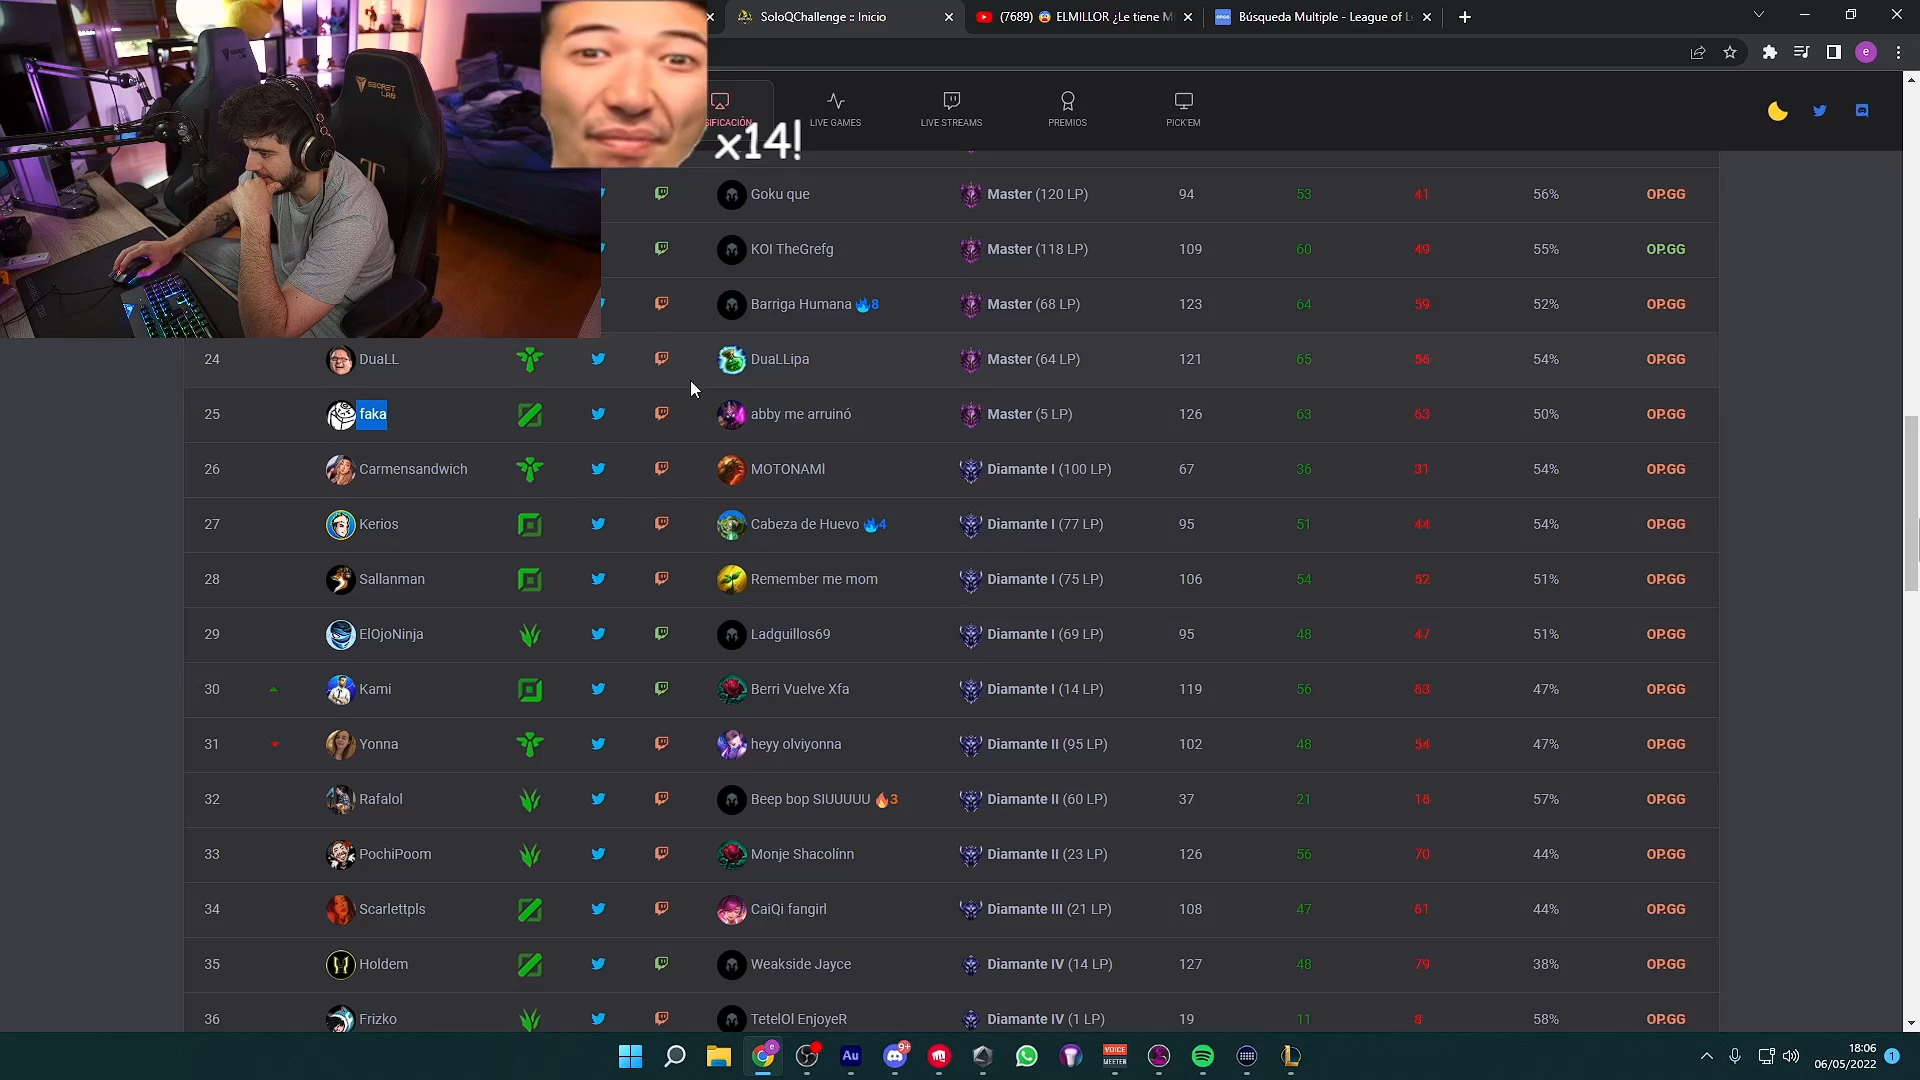 SoloQChallenge :: Inicio
(7689) 😨 ELMILLOR ¿Le tiene M
Búsqueda Multiple - League of L
e
SIFICACIÓN
LIVE GAMES
LIVE STREAMS
PREMIOS
PICK'EM
x14!
SECRET LAB
Goku que Master (120 LP) 94 53 41 56% OP.GG
KOI TheGrefg Master (118 LP) 109 60 49 55% OP.GG
Barriga Humana 8 Master (68 LP) 123 64 59 52% OP.GG
24 DuaLL DuaLLipa Master (64 LP) 121 65 56 54% OP.GG
25 faka abby me arruinó Master (5 LP) 126 63 63 50% OP.GG
26 Carmensandwich MOTONAMl Diamante I (100 LP) 67 36 31 54% OP.GG
27 Kerios Cabeza de Huevo 4 Diamante I (77 LP) 95 51 44 54% OP.GG
28 Sallanman Remember me mom Diamante I (75 LP) 106 54 52 51% OP.GG
29 ElOjoNinja Ladguillos69 Diamante I (69 LP) 95 48 47 51% OP.GG
30 Kami Berri Vuelve Xfa Diamante I (14 LP) 119 56 63 47% OP.GG
31 Yonna heyy olviyonna Diamante II (95 LP) 102 48 54 47% OP.GG
32 Rafalol Beep bop SIUUUUU 3 Diamante II (60 LP) 37 21 16 57% OP.GG
33 PochiPoom Monje Shacolínn Diamante II (23 LP) 126 56 70 44% OP.GG
34 Scarlettpls CaiQi fangirl Diamante III (21 LP) 108 47 61 44% OP.GG
35 Holdem Weakside Jayce Diamante IV (14 LP) 127 48 79 38% OP.GG
36 Frizko TetelOl EnjoyeR Diamante IV (1 LP) 19 11 8 58% OP.GG
Au
9+
VOICE
MEETER
18:06
06/05/2022
1